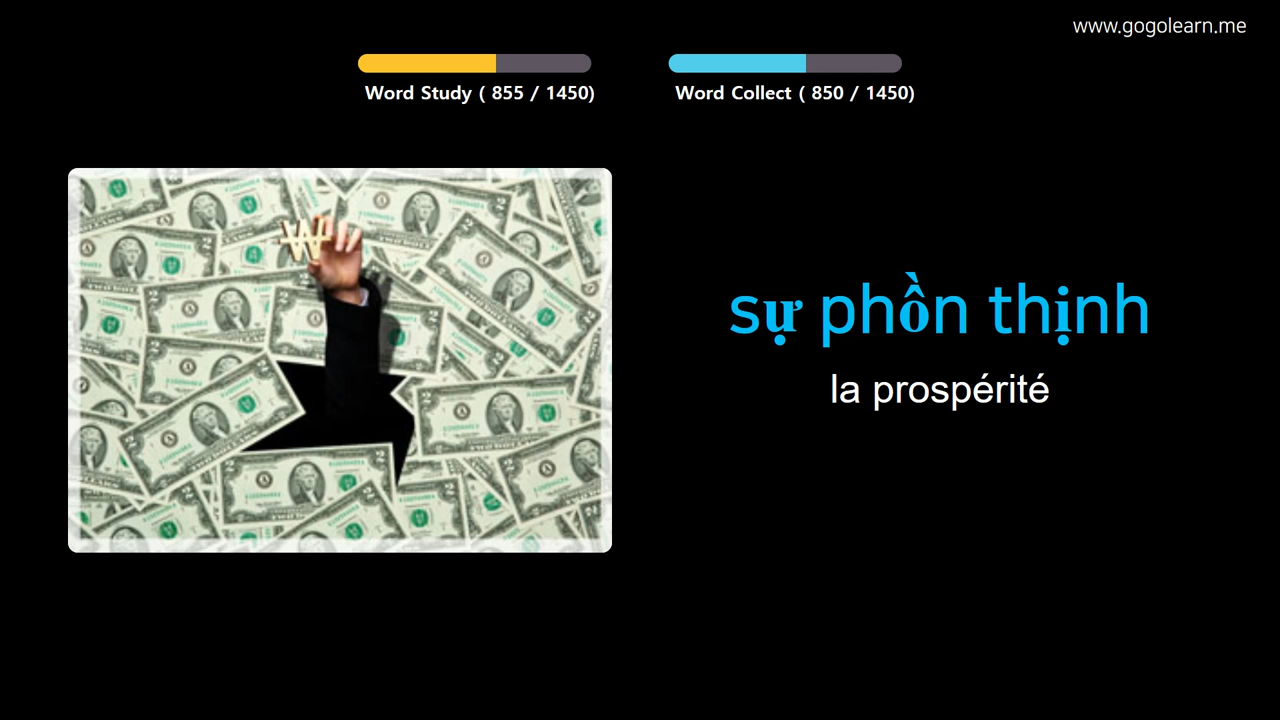 www.gogolearn.me
Word Study ( 855 / 1450)
Word Collect ( 850 / 1450)
sự phồn thịnh
la prospérité